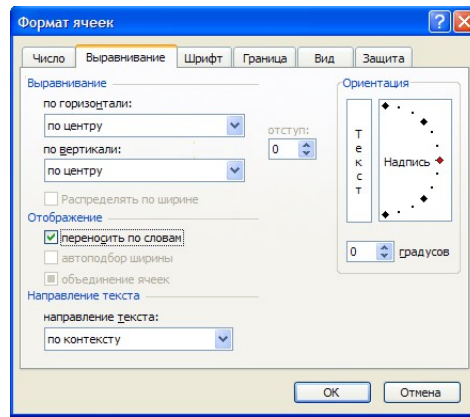 Формат ячеек
Число Выравнивание Шрифт Граница Вид Защита
Выравнивание
по горизонтали:
по центру
отступ:
0
по вертикали:
по центру
Распределять по ширине
Отображение
переносить по словам
автоподбор ширины
объединение ячеек
Направление текста
направление текста:
по контексту
Ориентация
Текст
Надпись
0 градусов
ОК Отмена